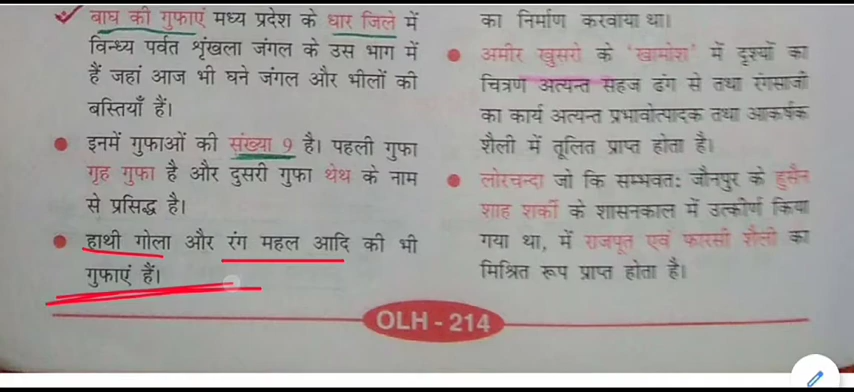 बाघ की गुफाएं मध्य प्रदेश के धार जिले में
विन्ध्य पर्वत शृंखला जंगल के उस भाग में
हैं जहां आज भी घने जंगल और भीलों की
बस्तियाँ हैं।
इनमें गुफाओं की संख्या 9 है। पहली गुफा
गृह गुफा है और दुसरी गुफा थेथ के नाम
से प्रसिद्ध है।
हाथी गोला और रंग महल आदि की भी
गुफाएं हैं।
का निर्माण करवाया था।
अमीर खुसरो के 'खामोश' में दृश्यों का
चित्रण अत्यन्त सहज ढंग से तथा रंगसाजी
का कार्य अत्यन्त प्रभावोत्पादक तथा आकर्षक
शैली में तूलित प्राप्त होता है।
लोरचन्दा जो कि सम्भवतः जौनपुर के हुसैन
शाह शर्की के शासनकाल में उत्कीर्ण किया
गया था, में राजपूत एवं फारसी शैली का
मिश्रित रूप प्राप्त होता है।
OLH - 214